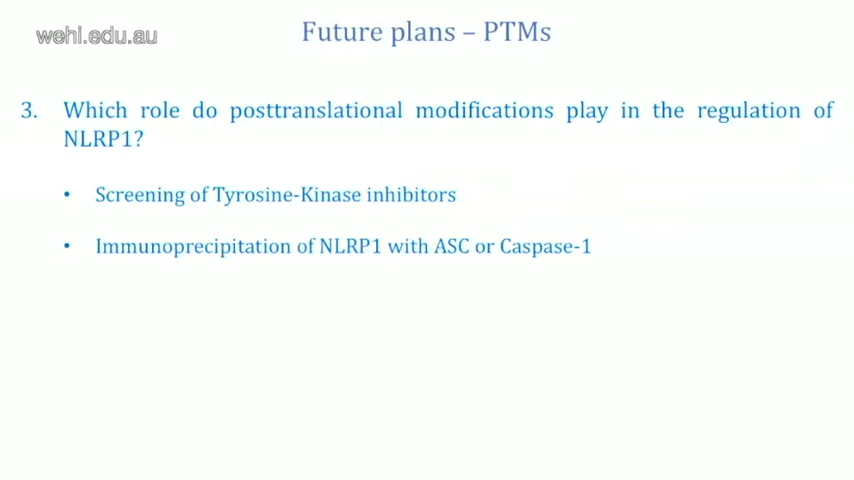 wehi.edu.au
Future plans – PTMs
3. Which role do posttranslational modifications play in the regulation of
NLRP1?
• Screening of Tyrosine-Kinase inhibitors
• Immunoprecipitation of NLRP1 with ASC or Caspase-1